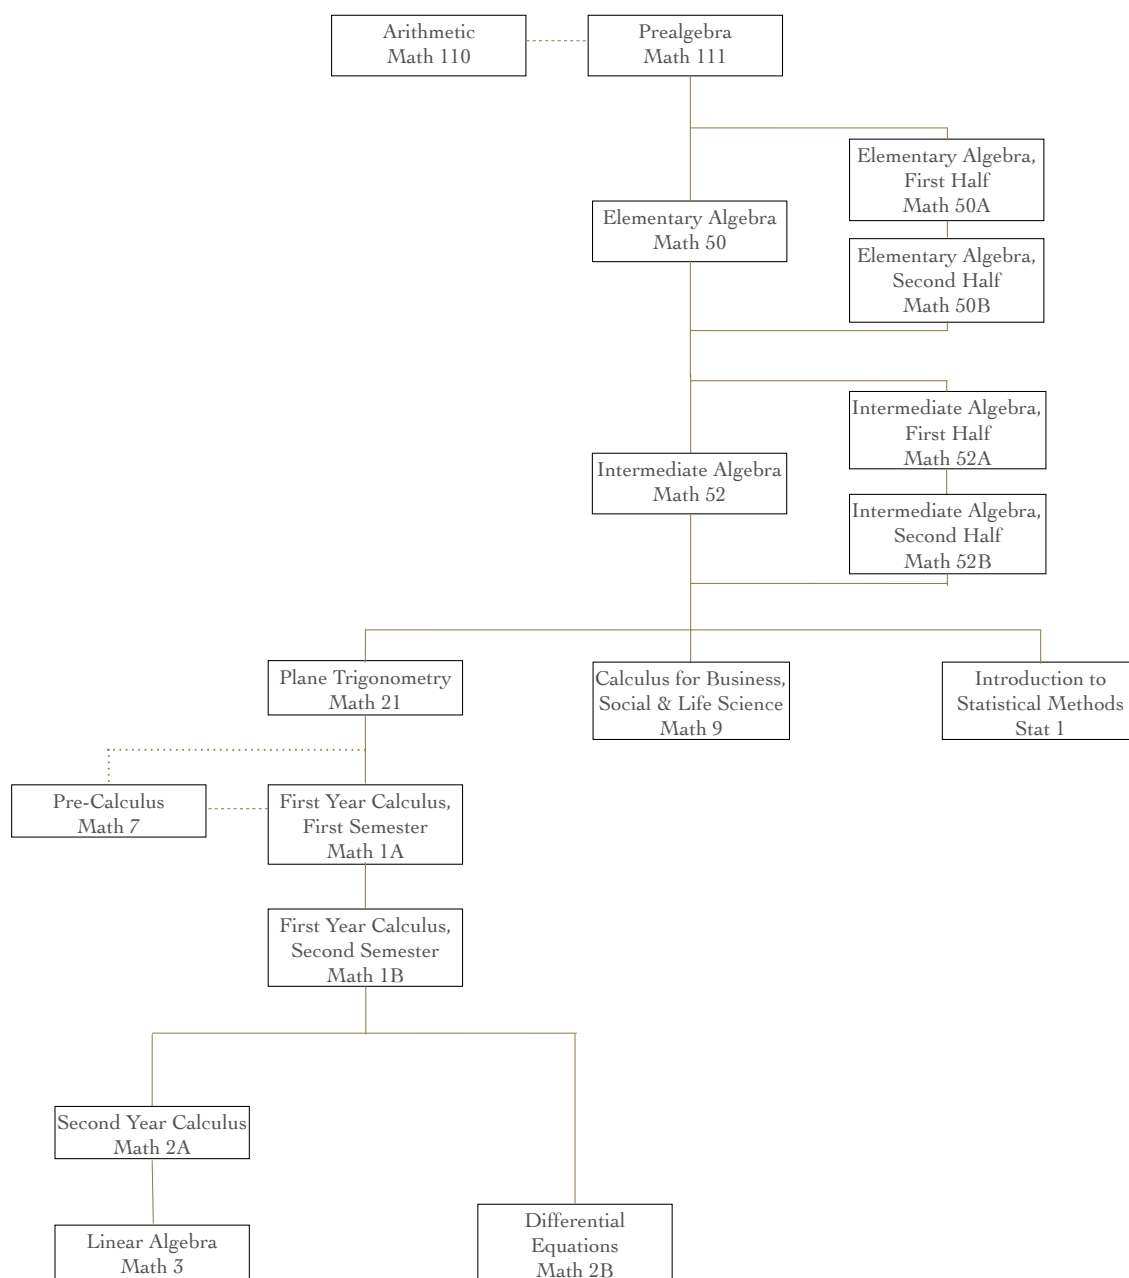 Arithmetic
Math 110
Prealgebra
Math 111
Elementary Algebra,
First Half
Math 50A
Elementary Algebra
Math 50
Elementary Algebra,
Second Half
Math 50B
Intermediate Algebra,
First Half
Math 52A
Intermediate Algebra
Math 52
Intermediate Algebra,
Second Half
Math 52B
Plane Trigonometry
Math 21
Calculus for Business,
Social & Life Science
Math 9
Introduction to
Statistical Methods
Stat 1
Pre-Calculus
Math 7
First Year Calculus,
First Semester
Math 1A
First Year Calculus,
Second Semester
Math 1B
Second Year Calculus
Math 2A
Linear Algebra
Math 3
Differential
Equations
Math 2B